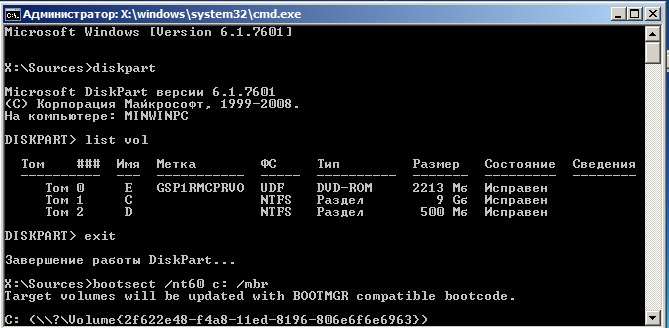 Администратор: X:\windows\system32\cmd.exe
Microsoft Windows [Version 6.1.7601]
X:\Sources>diskpart
Microsoft DiskPart версии 6.1.7601
(C) Корпорация Майкрософт, 1999-2008.
На компьютере: MINWINPC
DISKPART> list vol
Том ### Имя Метка ФС Тип Размер Состояние Сведения
---------- --- ----------- ----- ---------- ------- --------- --------
Том 0 E GSP1RMCPRVO UDF DVD-ROM 2213 Мб Исправен
Том 1 C NTFS Раздел 9 Gб Исправен
Том 2 D NTFS Раздел 500 Mб Исправен
DISKPART> exit
Завершение работы DiskPart...
X:\Sources>bootsect /nt60 c: /mbr
Target volumes will be updated with BOOTMGR compatible bootcode.
C: (\\?\Volume{2f622e48-f4a8-11ed-8196-806e6f6e6963})